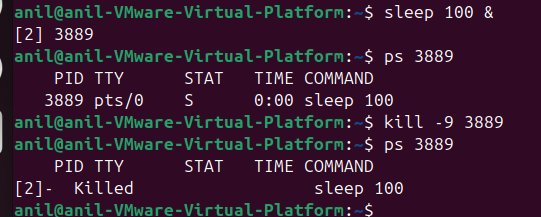 anil@anil-VMware-Virtual-Platform:~$ sleep 100 &
[2] 3889
anil@anil-VMware-Virtual-Platform:~$ ps 3889
    PID TTY      STAT   TIME COMMAND
   3889 pts/0    S      0:00 sleep 100
anil@anil-VMware-Virtual-Platform:~$ kill -9 3889
anil@anil-VMware-Virtual-Platform:~$ ps 3889
    PID TTY      STAT   TIME COMMAND
[2]-  Killed                  sleep 100
anil@anil-VMware-Virtual-Platform:~$